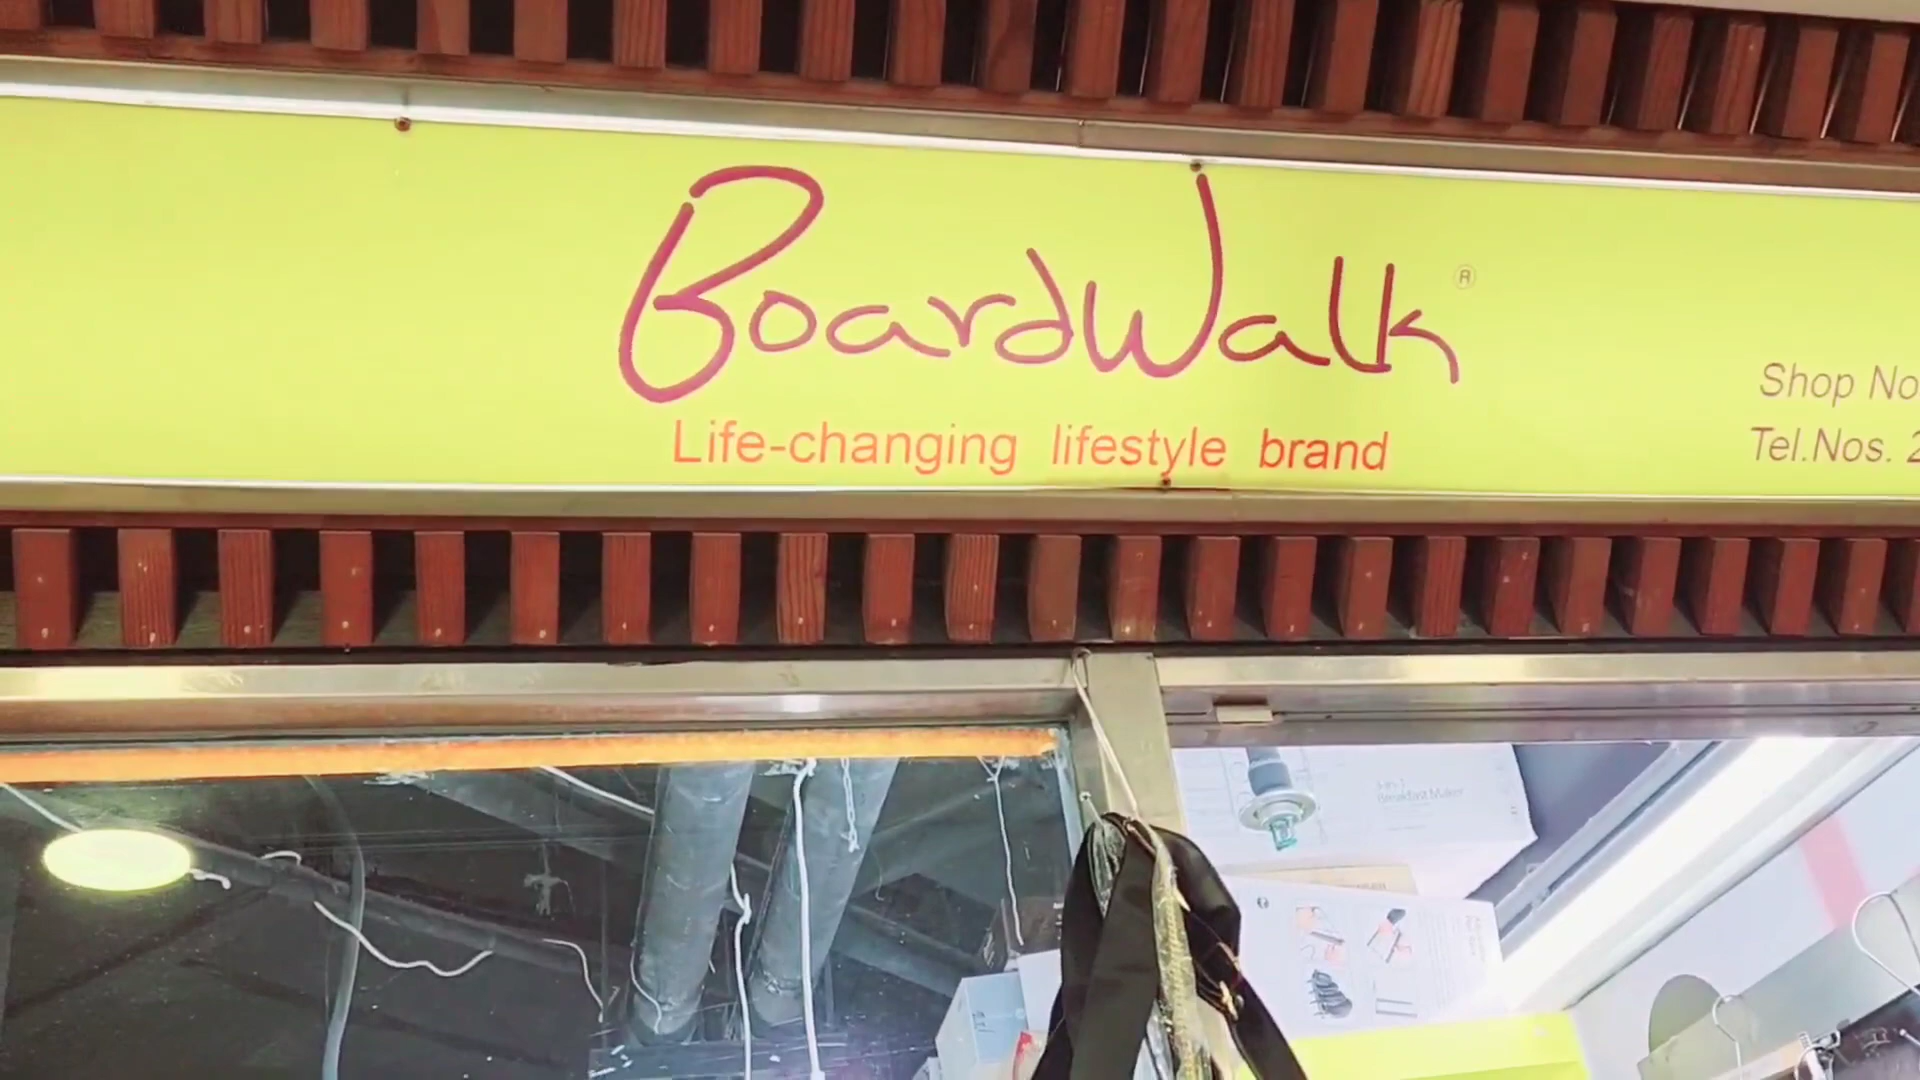 BoardWalk®
Life-changing lifestyle brand
Shop No
Tel.Nos. 2
Breakfast Maker